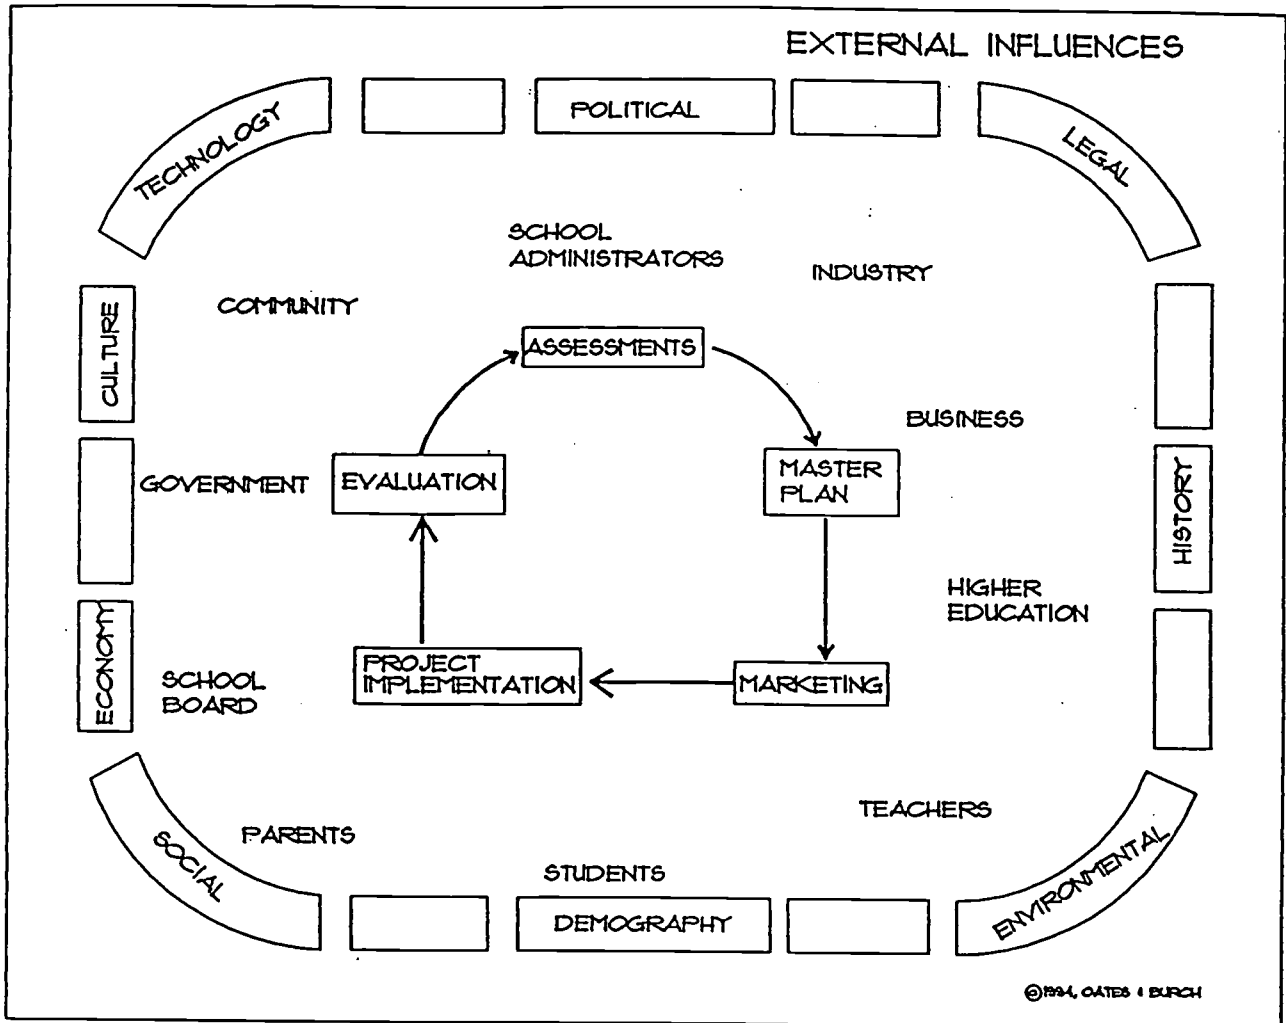 EXTERNAL INFLUENCES
POLITICAL
TECHNOLOGY
LEGAL
SCHOOL
ADMINISTRATORS
INDUSTRY
COMMUNITY
CULTURE
ASSESSMENTS
BUSINESS
GOVERNMENT
EVALUATION
MASTER
PLAN
HISTORY
HIGHER
EDUCATION
ECONOMY
SCHOOL
BOARD
PROJECT
IMPLEMENTATION
MARKETING
TEACHERS
PARENTS
SOCIAL
STUDENTS
ENVIRONMENTAL
DEMOGRAPHY
©1994, OATES & BURCH